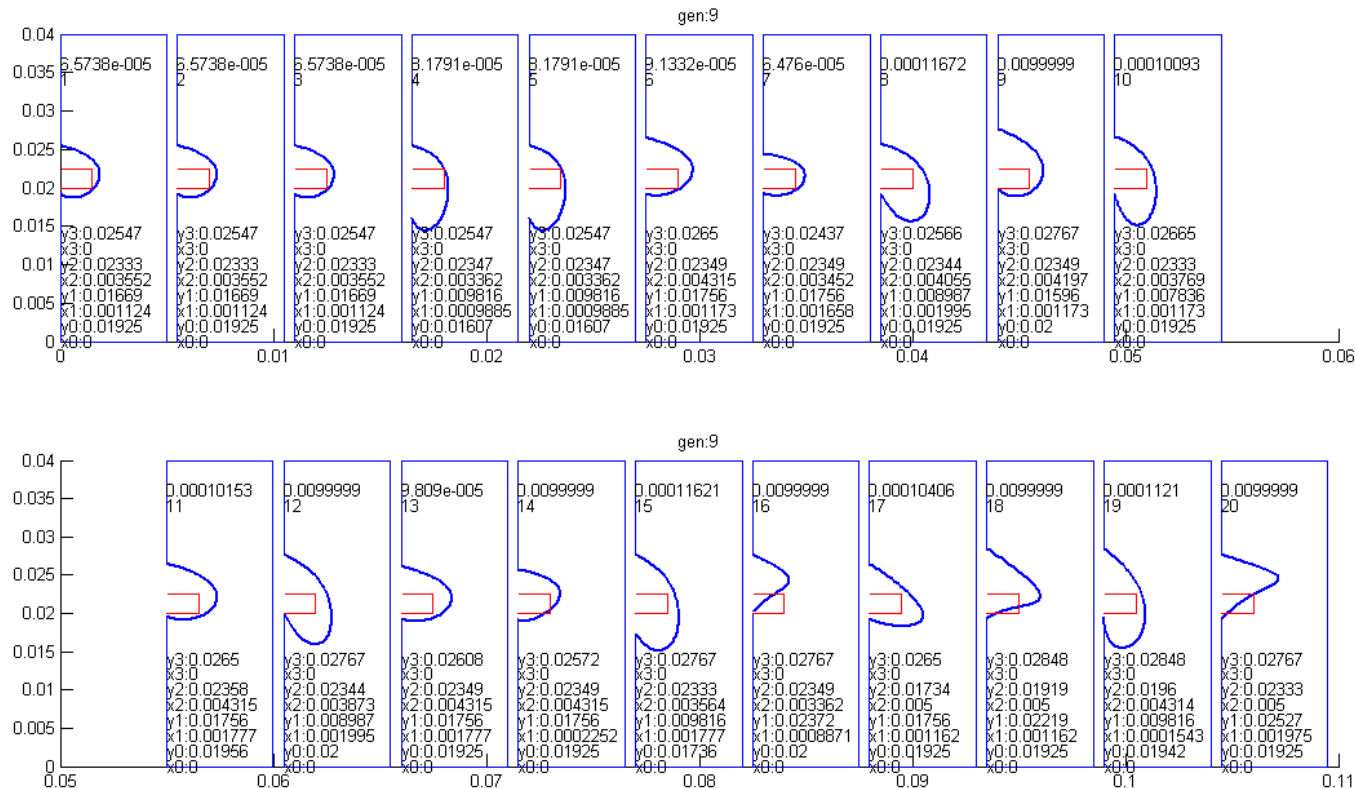 gen:9
0.04
0.035
0.03
0.025
0.02
0.015
0.01
0.005
0
6.5738e-005
1
y3:0.02547
x3:0
y2:0.02333
x2:0.003552
y1:0.01669
x1:0.001124
y0:0.01925
x0:0
6.5738e-005
2
y3:0.02547
x3:0
y2:0.02333
x2:0.003552
y1:0.01669
x1:0.001124
y0:0.01925
x0:0
6.5738e-005
3
y3:0.02547
x3:0
y2:0.02333
x2:0.003552
y1:0.01669
x1:0.001124
y0:0.01925
x0:0
8.1791e-005
4
y3:0.02547
x3:0
y2:0.02347
x2:0.003362
y1:0.009816
x1:0.0009885
y0:0.01607
x0:0
8.1791e-005
5
y3:0.02547
x3:0
y2:0.02347
x2:0.003362
y1:0.009816
x1:0.0009885
y0:0.01607
x0:0
9.1332e-005
6
y3:0.0265
x3:0
y2:0.02349
x2:0.004315
y1:0.01756
x1:0.001173
y0:0.01925
x0:0
6.476e-005
7
y3:0.02437
x3:0
y2:0.02349
x2:0.003452
y1:0.01756
x1:0.001658
y0:0.01925
x0:0
0.00011672
8
y3:0.02566
x3:0
y2:0.02344
x2:0.004055
y1:0.008987
x1:0.001995
y0:0.01925
x0:0
0.0099999
9
y3:0.02767
x3:0
y2:0.02349
x2:0.004197
y1:0.01596
x1:0.001173
y0:0.02
x0:0
0.00010093
10
y3:0.02665
x3:0
y2:0.02333
x2:0.003769
y1:0.007836
x1:0.001173
y0:0.01925
x0:0
0 0.01 0.02 0.03 0.04 0.05 0.06
gen:9
0.04
0.035
0.03
0.025
0.02
0.015
0.01
0.005
0
0.00010153
11
y3:0.0265
x3:0
y2:0.02358
x2:0.004315
y1:0.01756
x1:0.001777
y0:0.01956
x0:0
0.0099999
12
y3:0.02767
x3:0
y2:0.02344
x2:0.003873
y1:0.008987
x1:0.001995
y0:0.02
x0:0
9.809e-005
13
y3:0.02608
x3:0
y2:0.02349
x2:0.004315
y1:0.01756
x1:0.001777
y0:0.01925
x0:0
0.0099999
14
y3:0.02572
x3:0
y2:0.02349
x2:0.004315
y1:0.01756
x1:0.0002252
y0:0.01925
x0:0
0.00011621
15
y3:0.02767
x3:0
y2:0.02333
x2:0.003564
y1:0.009816
x1:0.001777
y0:0.01736
x0:0
0.0099999
16
y3:0.02767
x3:0
y2:0.02349
x2:0.003362
y1:0.02372
x1:0.0008871
y0:0.02
x0:0
0.00010406
17
y3:0.0265
x3:0
y2:0.01734
x2:0.005
y1:0.01756
x1:0.001162
y0:0.01925
x0:0
0.0099999
18
y3:0.02848
x3:0
y2:0.01919
x2:0.005
y1:0.02219
x1:0.001162
y0:0.01925
x0:0
0.0001121
19
y3:0.02848
x3:0
y2:0.0196
x2:0.004314
y1:0.009816
x1:0.0001543
y0:0.01942
x0:0
0.0099999
20
y3:0.02767
x3:0
y2:0.02333
x2:0.005
y1:0.02527
x1:0.001975
y0:0.01925
x0:0
0.05 0.06 0.07 0.08 0.09 0.1 0.11